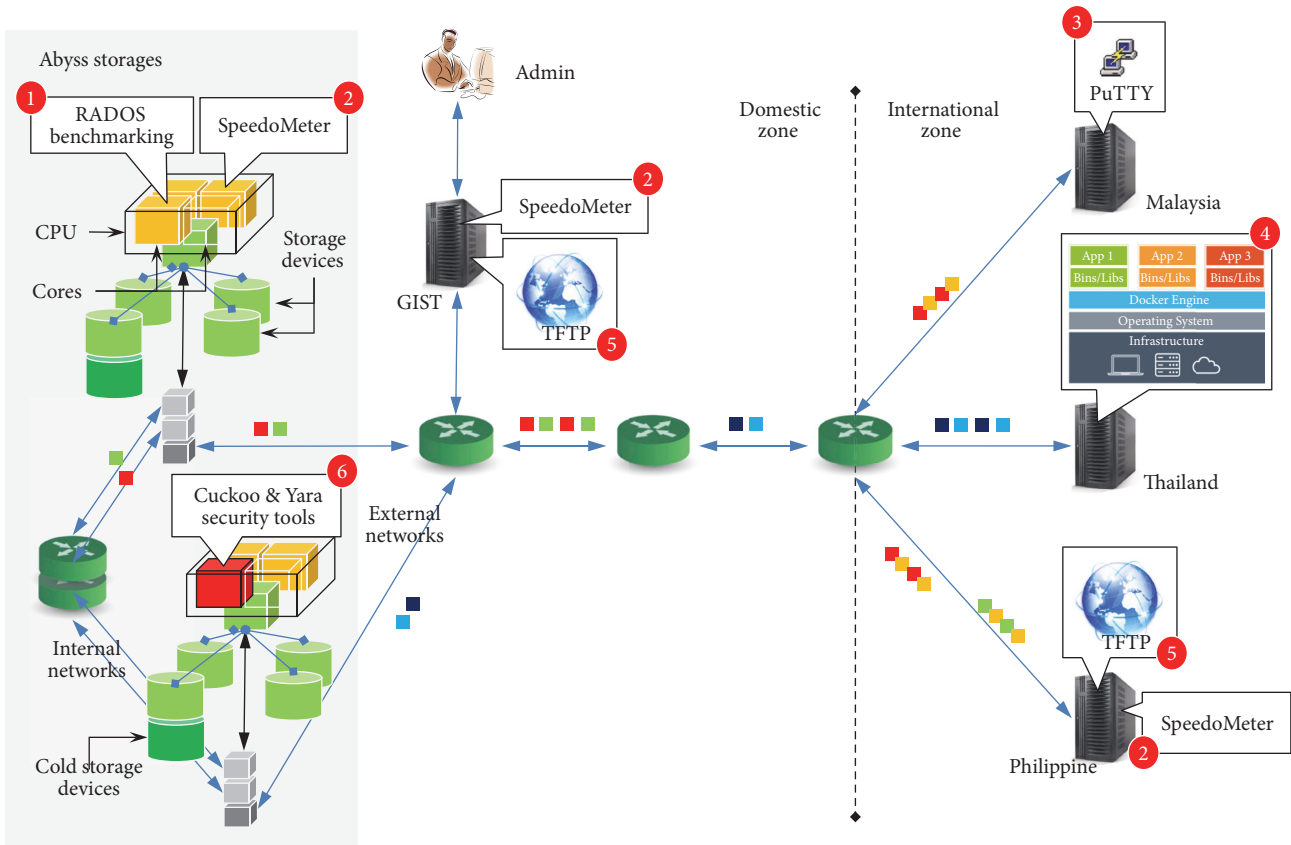 Abyss storages
1
RADOS
benchmarking
2
SpeedoMeter
CPU
Cores
Storage
devices
Admin
2
SpeedoMeter
GIST
TFTP
5
Domestic
zone
International
zone
3
PuTTY
Malaysia
4
App 1
App 2
App 3
Bins/Libs
Bins/Libs
Bins/Libs
Docker Engine
Operating System
Infrastructure
Thailand
6
Cuckoo & Yara
security tools
External
networks
Internal
networks
Cold storage
devices
TFTP
5
SpeedoMeter
2
Philippine